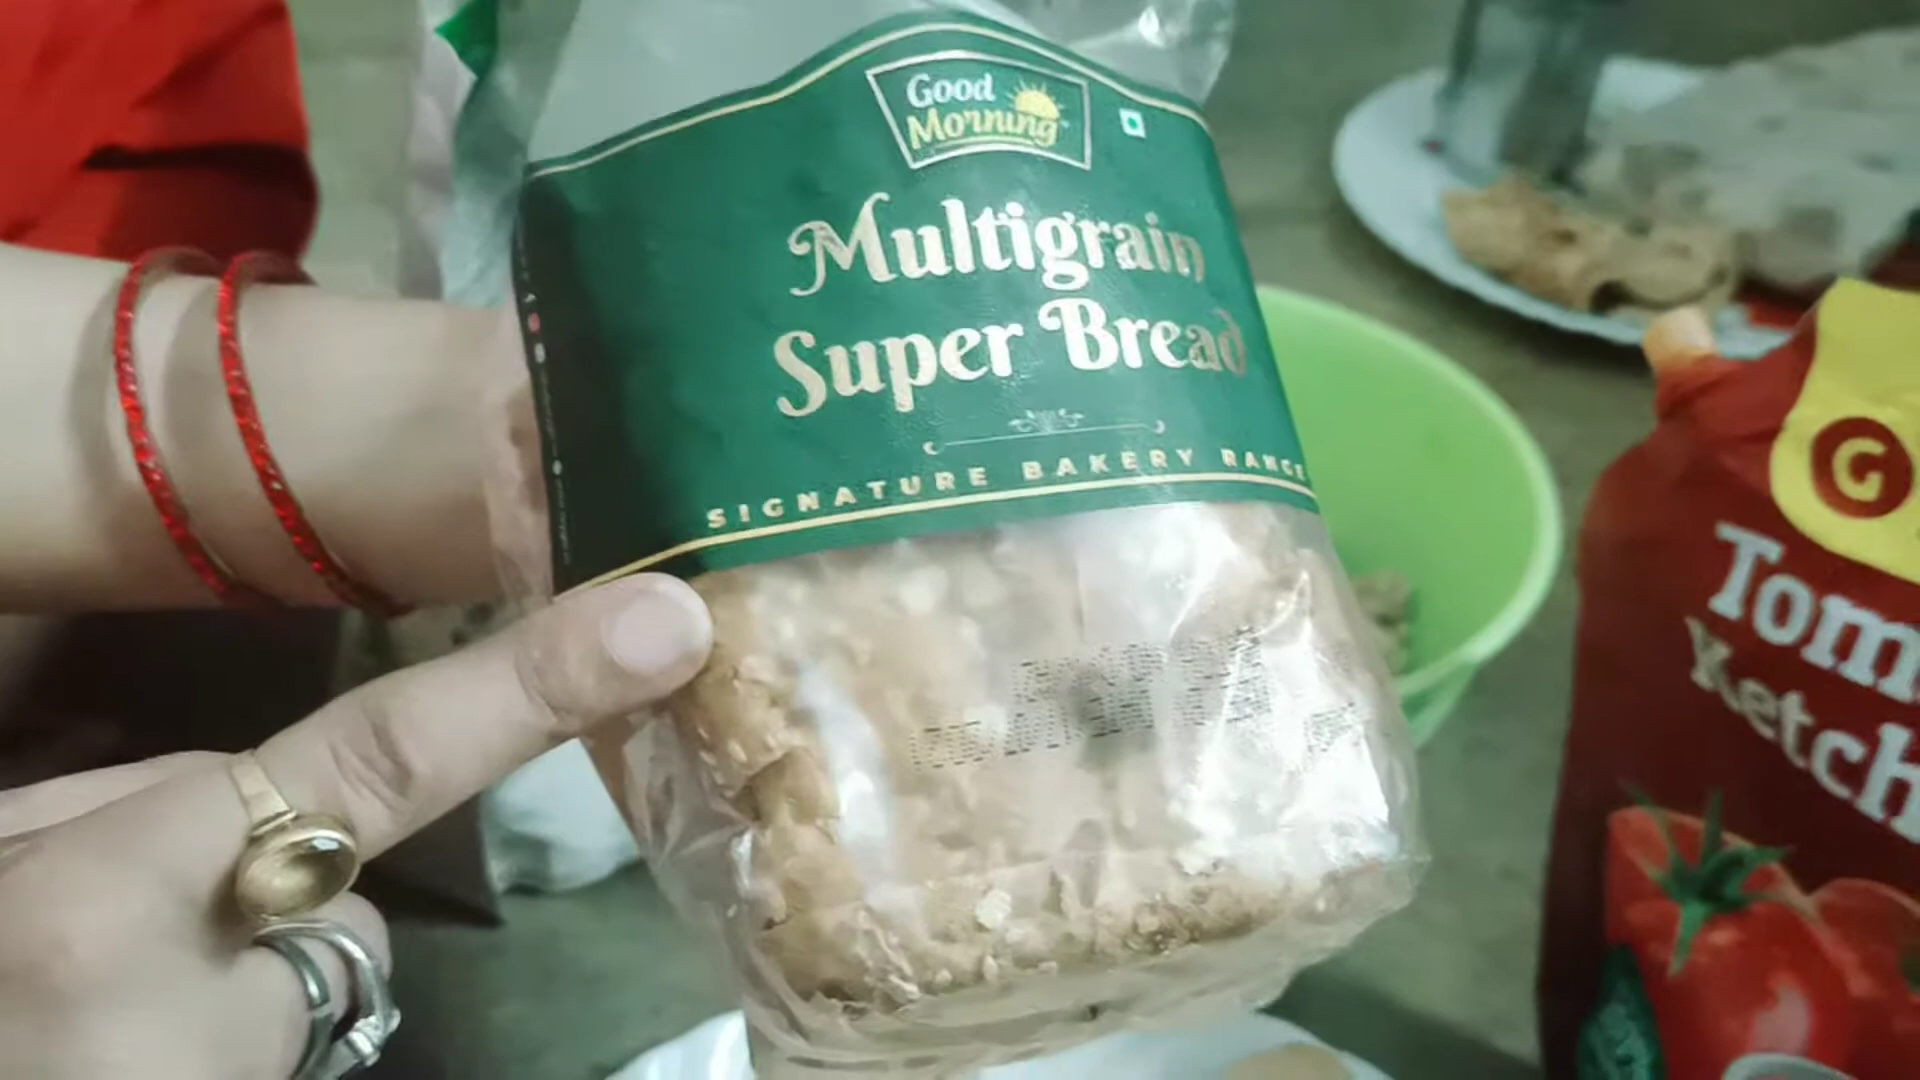 Good
Morning
Multigrain
Super Bread
SIGNATURE BAKERY RANGE
G
Tom
Ketch